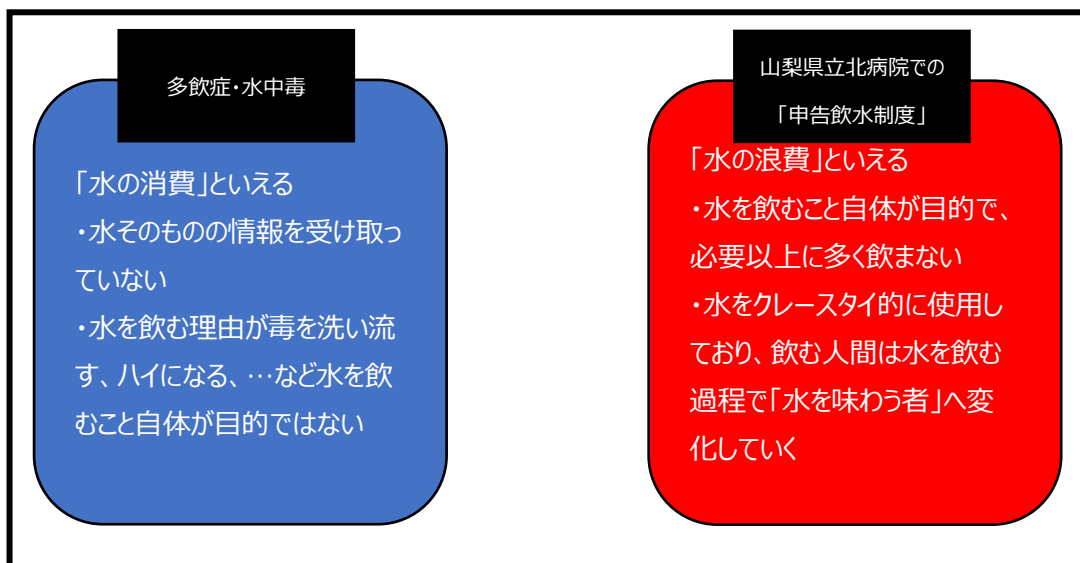 多飲症・水中毒
「水の消費」といえる
・水そのものの情報を受け取っ
ていない
・水を飲む理由が毒を洗い流
す、ハイになる、…など水を飲
むこと自体が目的ではない
山梨県立北病院での
「申告飲水制度」
「水の浪費」といえる
・水を飲むこと自体が目的で、
必要以上に多く飲まない
・水をクレースタイ的に使用し
ており、飲む人間は水を飲む
過程で「水を味わう者」へ変
化していく